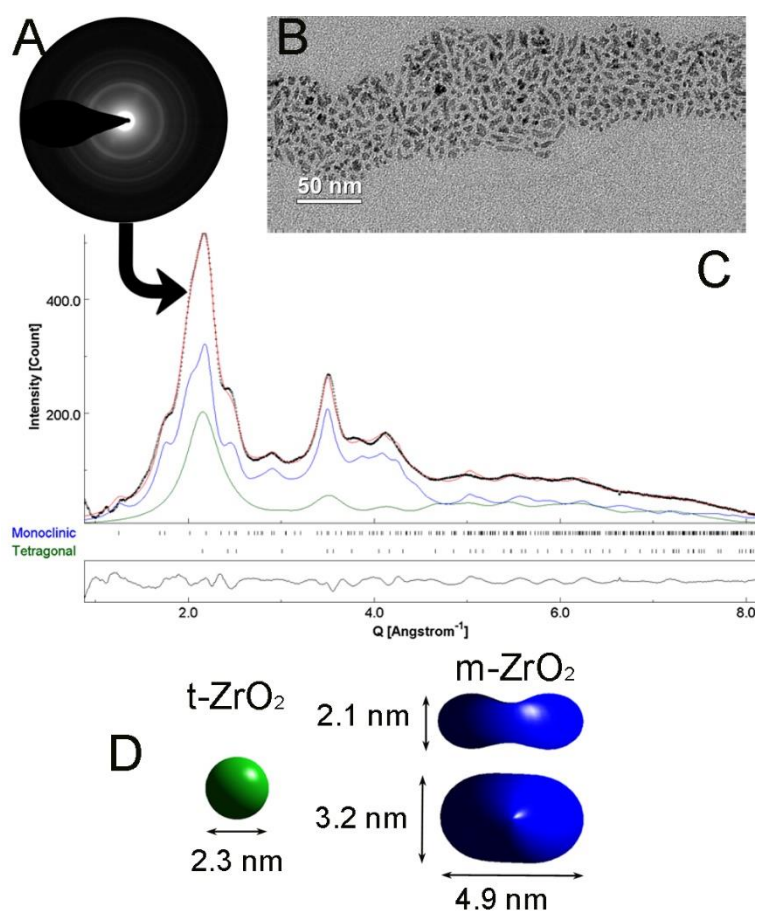 A
B
50 nm
C
Intensity [Count]
400.0
200.0
Monoclinic
Tetragonal
2.0
4.0
6.0
8.0
Q [Angstrom⁻¹]
D
t-ZrO₂
2.3 nm
m-ZrO₂
2.1 nm
3.2 nm
4.9 nm